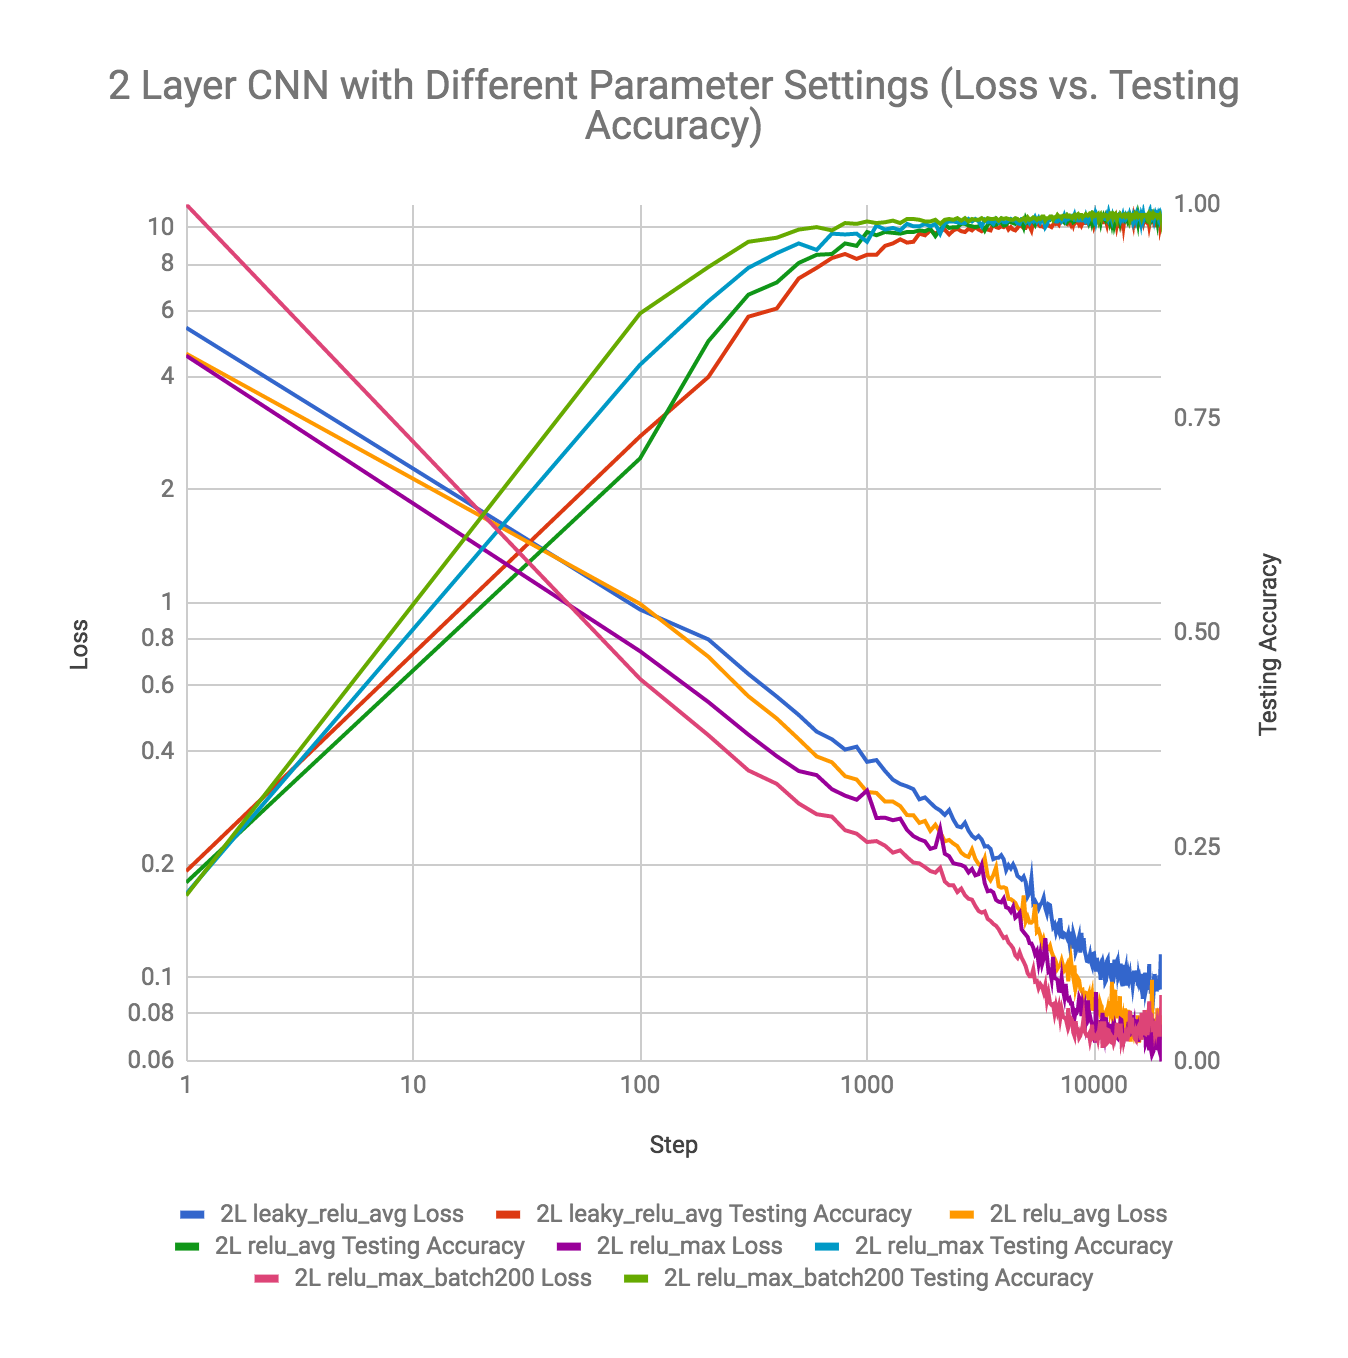 2 Layer CNN with Different Parameter Settings (Loss vs. Testing
Accuracy)
10
8
6
4
2
1
0.8
0.6
0.4
0.2
0.1
0.08
0.06
Loss
1.00
0.75
0.50
0.25
0.00
Testing Accuracy
1 10 100 1000 10000
Step
2L leaky_relu_avg Loss 2L leaky_relu_avg Testing Accuracy 2L relu_avg Loss
2L relu_avg Testing Accuracy 2L relu_max Loss 2L relu_max Testing Accuracy
2L relu_max_batch200 Loss 2L relu_max_batch200 Testing Accuracy